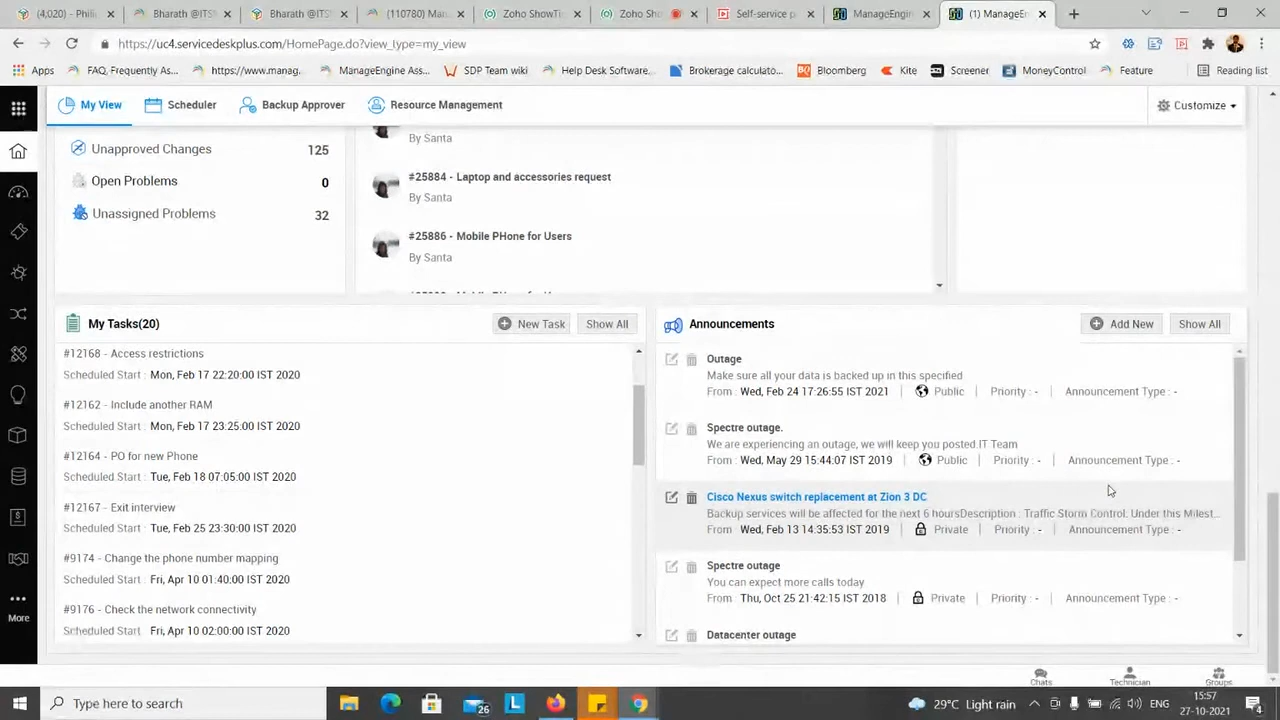 (4,020) - Phili
Bharath @ITS
Bharath @ITS
(110780) Man
Zoho ShowTi
Zoho Sh
Self-service p
ManageEngin
(1) ManageEn
https://uc4.servicedeskplus.com/HomePage.do?view_type=my_view
Apps
FAQ, Frequently As...
https://www.manag...
ManageEngine Ass...
SDP Team wiki
Help Desk Software...
Brokerage calculato...
BQ Bloomberg
Kite
Screener
MoneyControl
Feature
Reading list
My View
Scheduler
Backup Approver
Resource Management
Customize
Unapproved Changes 125
Open Problems 0
Unassigned Problems 32
By Santa
#25884 - Laptop and accessories request
By Santa
#25886 - Mobile PHone for Users
By Santa
My Tasks(20)
New Task
Show All
#12168 - Access restrictions
Scheduled Start : Mon, Feb 17 22:20:00 IST 2020
#12162 - Include another RAM
Scheduled Start : Mon, Feb 17 23:25:00 IST 2020
#12164 - PO for new Phone
Scheduled Start : Tue, Feb 18 07:05:00 IST 2020
#12167 - Exit interview
Scheduled Start : Tue, Feb 25 23:30:00 IST 2020
#9174 - Change the phone number mapping
Scheduled Start : Fri, Apr 10 01:40:00 IST 2020
#9176 - Check the network connectivity
Scheduled Start : Fri, Apr 10 02:00:00 IST 2020
Announcements
Add New
Show All
Outage
Make sure all your data is backed up in this specified
From : Wed, Feb 24 17:26:55 IST 2021 | Public | Priority : - | Announcement Type : -
Spectre outage.
We are experiencing an outage, we will keep you posted.IT Team
From : Wed, May 29 15:44:07 IST 2019 | Public | Priority : - | Announcement Type : -
Cisco Nexus switch replacement at Zion 3 DC
Backup services will be affected for the next 6 hoursDescription : Traffic Storm Control. Under this Milest...
From : Wed, Feb 13 14:35:53 IST 2019 | Private | Priority : - | Announcement Type : -
Spectre outage
You can expect more calls today
From : Thu, Oct 25 21:42:15 IST 2018 | Private | Priority : - | Announcement Type : -
Datacenter outage
More
Chats
Technician
Groups
Type here to search
26
29°C Light rain
ENG
15:57
27-10-2021
4